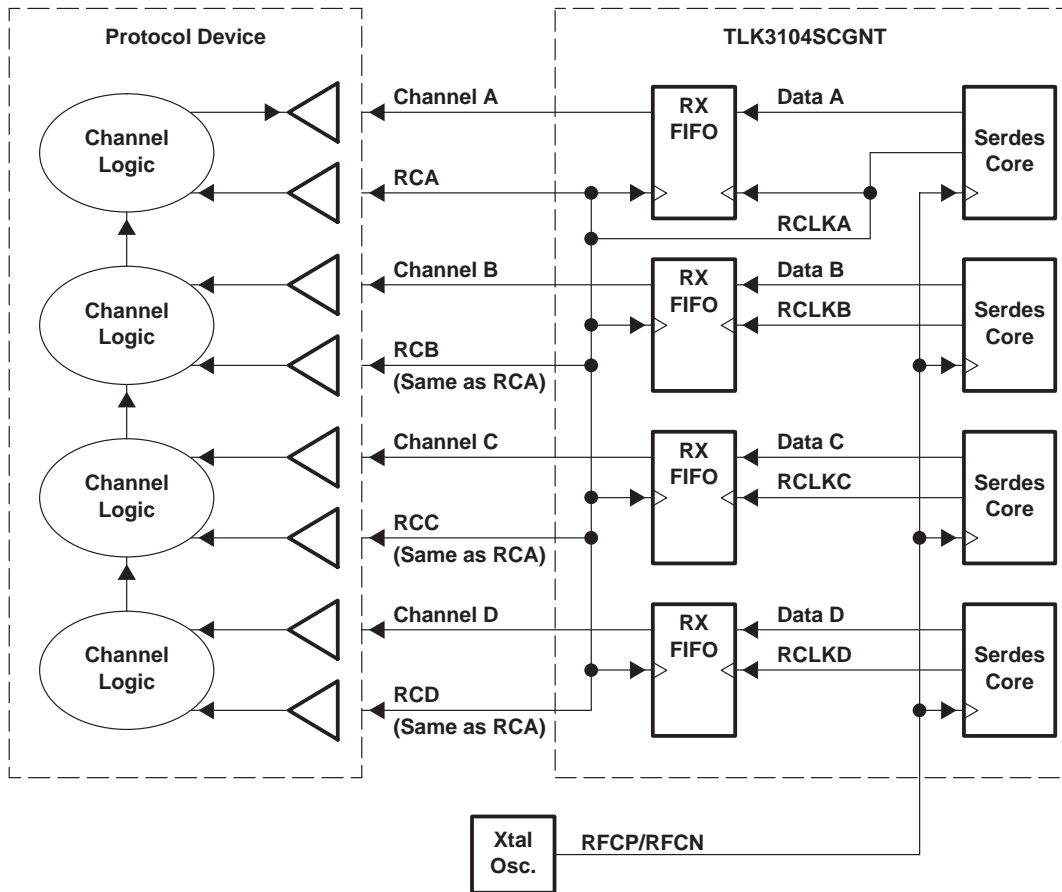 Protocol Device
TLK3104SCGNT
Channel
Logic
Channel A
RCA
RX
FIFO
Data A
RCLKA
Serdes
Core
Channel
Logic
Channel B
RCB
(Same as RCA)
RX
FIFO
Data B
RCLKB
Serdes
Core
Channel
Logic
Channel C
RCC
(Same as RCA)
RX
FIFO
Data C
RCLKC
Serdes
Core
Channel
Logic
Channel D
RCD
(Same as RCA)
RX
FIFO
Data D
RCLKD
Serdes
Core
Xtal
Osc.
RFCP/RFCN